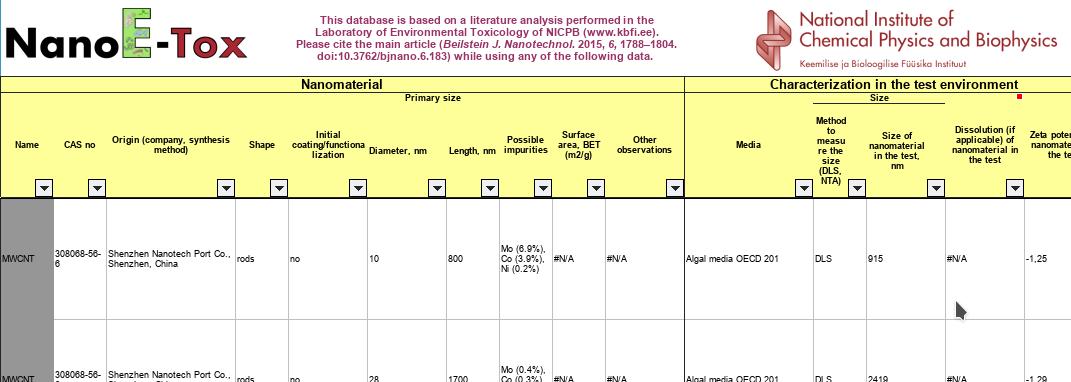 NanoE-Tox
This database is based on a literature analysis performed in the
Laboratory of Environmental Toxicology of NICPB (www.kbfi.ee).
Please cite the main article (Beilstein J. Nanotechnol. 2015, 6, 1788–1804.
doi:10.3762/bjnano.6.183) while using any of the following data.
National Institute of
Chemical Physics and Biophysics
Keemilise ja Bioloogilise Füüsika Instituut
Nanomaterial
Characterization in the test environment
Primary size
Size
Name
CAS no
Origin (company, synthesis
method)
Shape
Initial
coating/functiona
lization
Diameter, nm
Length, nm
Possible
impurities
Surface
area, BET
(m2/g)
Other
observations
Media
Method
to
measu
re the
size
(DLS,
NTA)
Size of
nanomaterial
in the test,
nm
Dissolution (if
applicable) of
nanomaterial in
the test
Zeta poten
nanomate
the te
MWCNT
308068-56-
6
Shenzhen Nanotech Port Co.,
Shenzhen, China
rods
no
10
800
Mo (6.9%),
Co (3.9%),
Ni (0.2%)
#N/A
#N/A
Algal media OECD 201
DLS
915
#N/A
-1,25
MWCNT
308068-56-
Shenzhen Nanotech Port Co.,
rods
no
28
1700
Mo (0.4%),
Co (0.3%)
#N/A
#N/A
Algal media OECD 201
DLS
2419
#N/A
-1,29